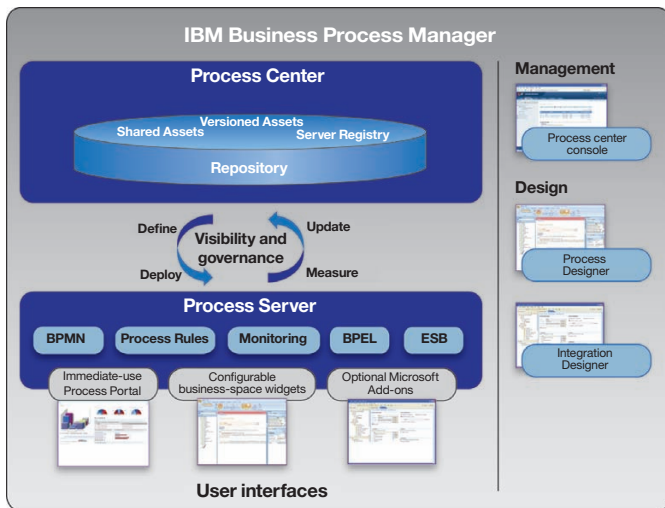 IBM Business Process Manager
Process Center
Versioned Assets
Shared Assets
Server Registry
Repository
Define
Update
Visibility and
governance
Deploy
Measure
Process Server
BPMN
Process Rules
Monitoring
BPEL
ESB
Immediate-use
Process Portal
Configurable
business-space widgets
Optional Microsoft
Add-ons
User interfaces
Management
Process center
console
Design
Process
Designer
Integration
Designer